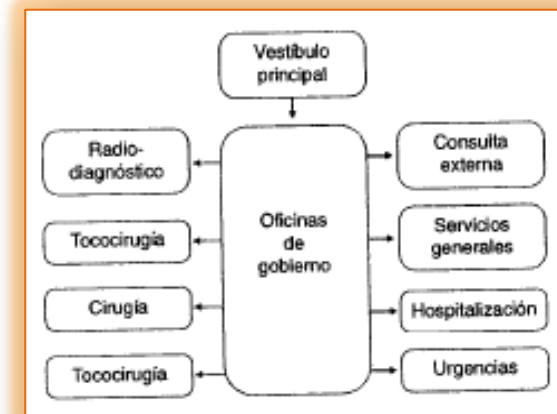 Vestíbulo
principal
Radio-
diagnóstico
Tococirugía
Cirugía
Tococirugía
Oficinas
de
gobierno
Consulta
externa
Servicios
generales
Hospitalización
Urgencias